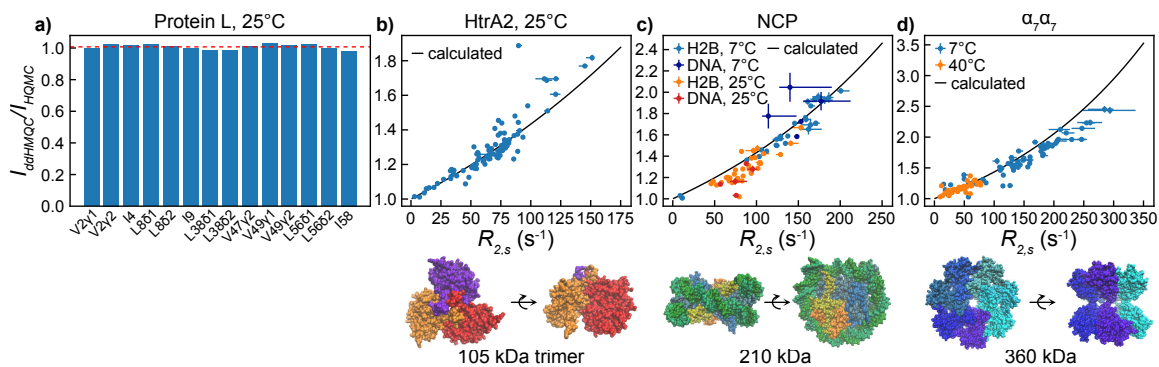 a) Protein L, 25°C
I_ddHMQC/I_HQMC
1.0
0.8
0.6
0.4
0.2
0.0
V2γ1 V2γ2 I4 L8δ1 L8δ2 I9 L38δ1 L38δ2 V47γ2 V49γ1 V49γ2 L56δ1 L56δ2 I58
b) HtrA2, 25°C
calculated
1.8
1.6
1.4
1.2
1.0
0 25 50 75 100 125 150 175
R2,s (s⁻¹)
105 kDa trimer
c) NCP
H2B, 7°C
DNA, 7°C
H2B, 25°C
DNA, 25°C
calculated
2.4
2.2
2.0
1.8
1.6
1.4
1.2
1.0
0 50 100 150 200 250
R2,s (s⁻¹)
210 kDa
d) α7α7
7°C
40°C
calculated
3.5
3.0
2.5
2.0
1.5
1.0
0 50 100 150 200 250 300 350
R2,s (s⁻¹)
360 kDa